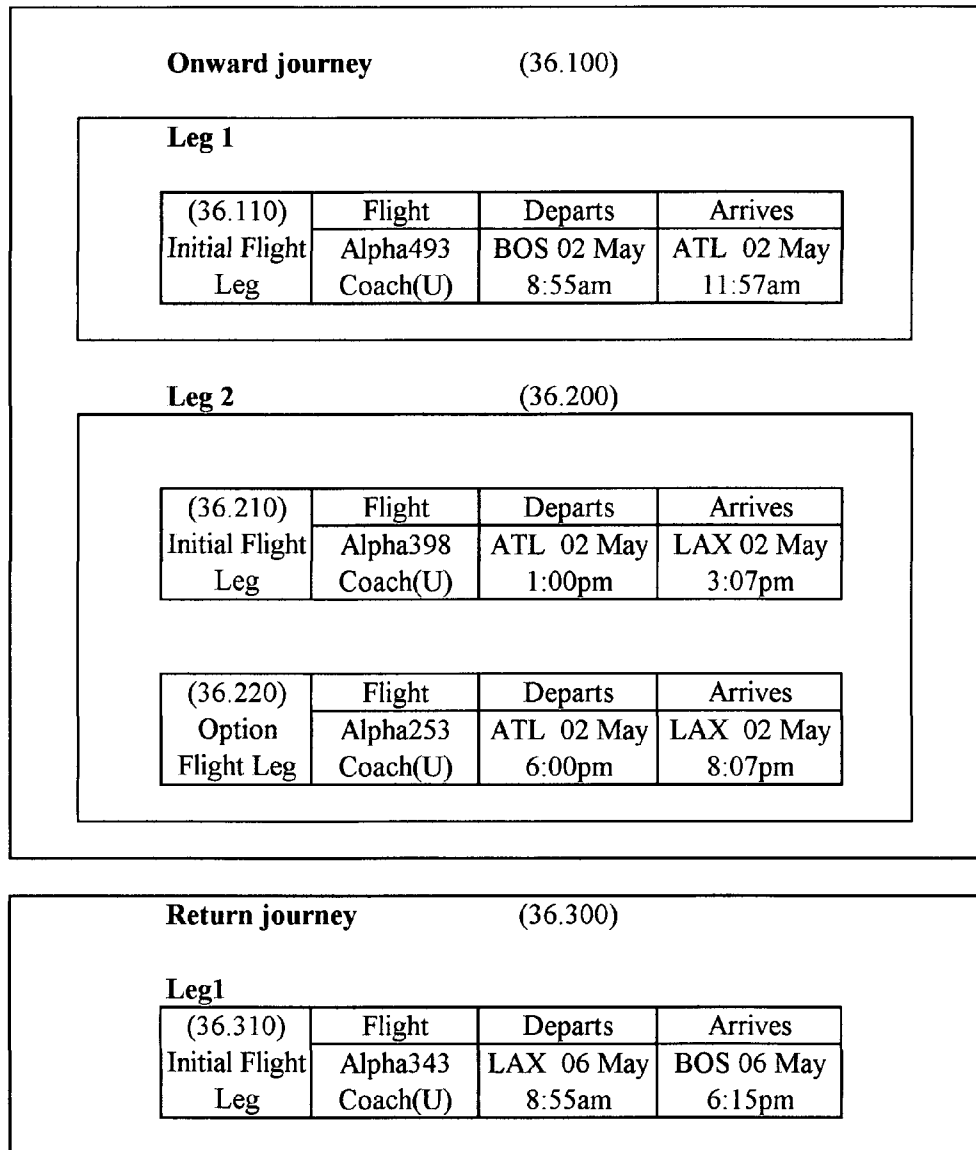 Onward journey (36.100)
Leg 1
(36.110) Flight Departs Arrives
Initial Flight Alpha493 BOS 02 May ATL 02 May
Leg Coach(U) 8:55am 11:57am
Leg 2 (36.200)
(36.210) Flight Departs Arrives
Initial Flight Alpha398 ATL 02 May LAX 02 May
Leg Coach(U) 1:00pm 3:07pm
(36.220) Flight Departs Arrives
Option Alpha253 ATL 02 May LAX 02 May
Flight Leg Coach(U) 6:00pm 8:07pm
Return journey (36.300)
Leg1
(36.310) Flight Departs Arrives
Initial Flight Alpha343 LAX 06 May BOS 06 May
Leg Coach(U) 8:55am 6:15pm